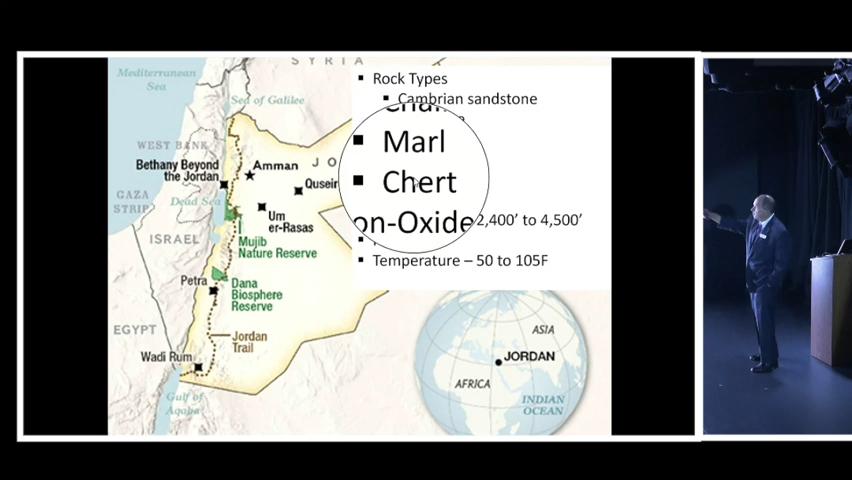 SYRIA
Mediterranean
Sea
Sea of Galilee
WEST BANK
Bethany Beyond
the Jordan
Amman
JO
Quseir
GAZA
STRIP
Dead Sea
Um
er-Rasas
ISRAEL
Mujib
Nature Reserve
Petra
Dana
Biosphere
Reserve
EGYPT
Jordan
Trail
Wadi Rum
Gulf of
Aqaba
▪ Rock Types
▪ Cambrian sandstone
▪ Marl
▪ Chert
on-Oxide
2,400’ to 4,500’
▪ Temperature – 50 to 105F
ASIA
JORDAN
AFRICA
INDIAN
OCEAN